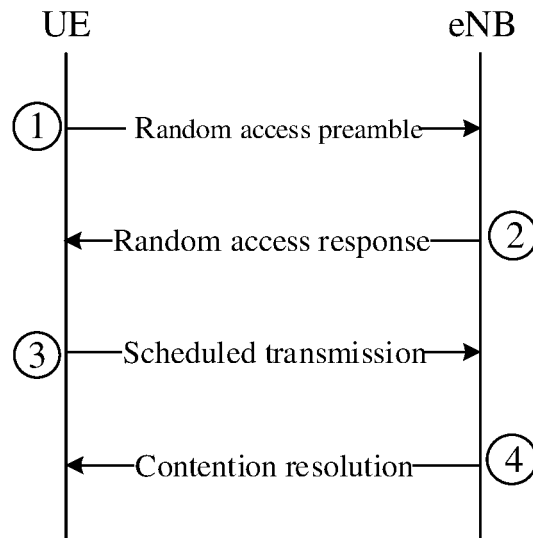 UE
eNB
1
Random access preamble
Random access response
2
3
Scheduled transmission
Contention resolution
4